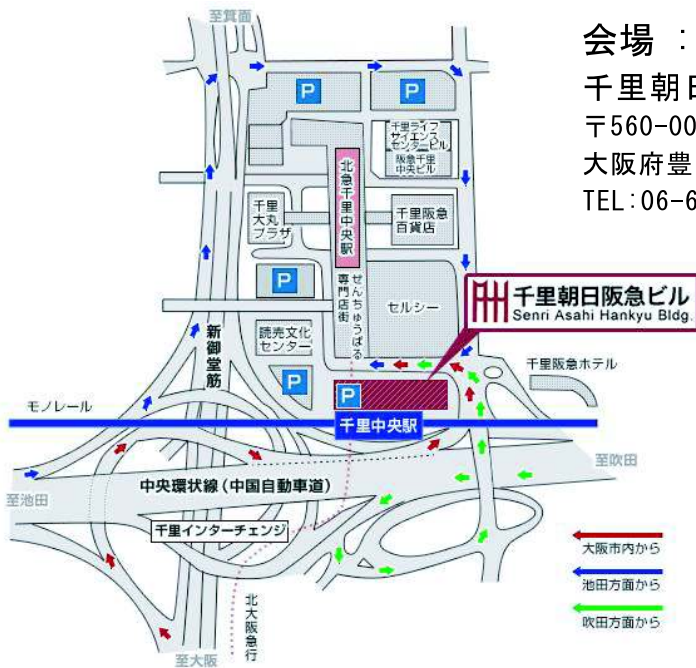 至箕面
会場：
千里朝日
〒560-00
大阪府豊
TEL:06-6
P
P
千里ライフ
サイエンス
センタービル
阪急千里
中央ビル
北急千里中央駅
千里
大丸
プラザ
千里阪急
百貨店
P
せんちゅうぱる
専門店街
セルシー
千里朝日阪急ビル
Senri Asahi Hankyu Bldg.
新御堂筋
読売文化
センター
P
P
千里阪急ホテル
モノレール
千里中央駅
至吹田
中央環状線（中国自動車道）
至池田
千里インターチェンジ
大阪市内から
池田方面から
吹田方面から
北大阪急行
至大阪